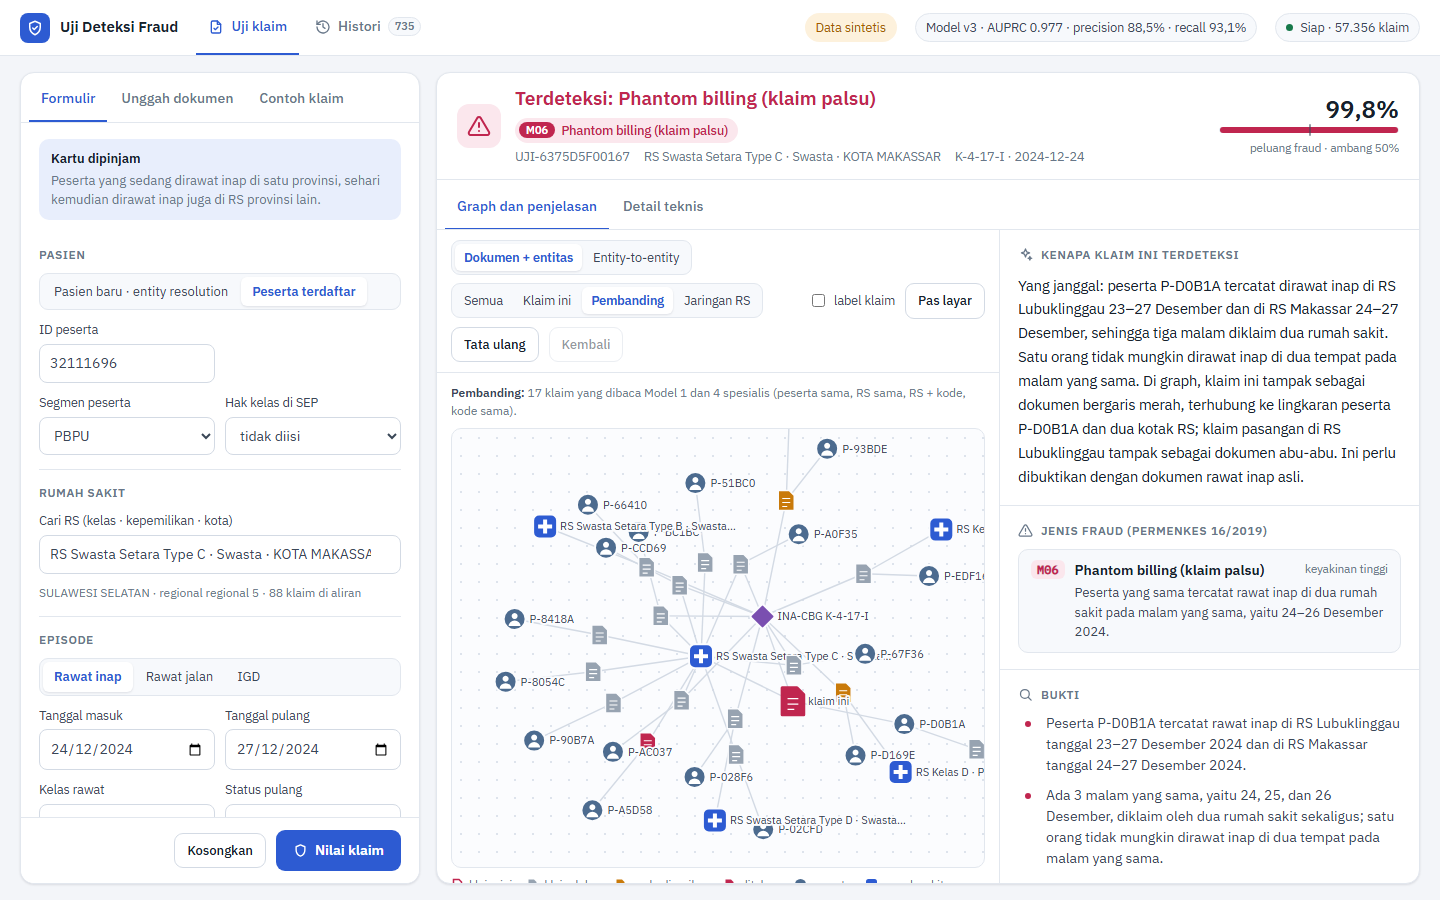 Uji Deteksi Fraud
Uji klaim
Histori 735
Data sintetis
Model v3 · AUPRC 0.977 · precision 88,5% · recall 93,1%
Siap · 57.356 klaim
Formulir
Unggah dokumen
Contoh klaim
Kartu dipinjam
Peserta yang sedang dirawat inap di satu provinsi, sehari
kemudian dirawat inap juga di RS provinsi lain.
PASIEN
Pasien baru · entity resolution
Peserta terdaftar
ID peserta
32111696
Segmen peserta
Hak kelas di SEP
PBPU
tidak diisi
RUMAH SAKIT
Cari RS (kelas · kepemilikan · kota)
RS Swasta Setara Type C · Swasta · KOTA MAKASSA
SULAWESI SELATAN · regional regional 5 · 88 klaim di aliran
EPISODE
Rawat inap
Rawat jalan
IGD
Tanggal masuk
Tanggal pulang
24/12/2024
27/12/2024
Kelas rawat
Status pulang
Kosongkan
Nilai klaim
Terdeteksi: Phantom billing (klaim palsu)
M06 Phantom billing (klaim palsu)
UJI-6375D5F00167 RS Swasta Setara Type C · Swasta · KOTA MAKASSAR K-4-17-I · 2024-12-24
99,8%
peluang fraud · ambang 50%
Graph dan penjelasan
Detail teknis
Dokumen + entitas
Entity-to-entity
Semua
Klaim ini
Pembanding
Jaringan RS
label klaim
Pas layar
Tata ulang
Kembali
Pembanding: 17 klaim yang dibaca Model 1 dan 4 spesialis (peserta sama, RS sama, RS + kode,
kode sama).
P-93BDE
P-51BC0
P-66410
RS Swasta Setara Type B · Swasta...
P-A0F35
RS Ke
P-CCD69
P-EDF1
INA-CBG K-4-17-I
P-8418A
RS Swasta Setara Type C · S
P-67F36
P-8054C
klaim ini
P-D0B1A
P-90B7A
P-AC037
P-D169E
RS Kelas D · P
P-028F6
P-A5D58
RS Swasta Setara Type D · Swasta...
P-02CFD
KENAPA KLAIM INI TERDETEKSI
Yang janggal: peserta P-D0B1A tercatat dirawat inap di RS
Lubuklinggau 23–27 Desember dan di RS Makassar 24–27
Desember, sehingga tiga malam diklaim dua rumah sakit.
Satu orang tidak mungkin dirawat inap di dua tempat pada
malam yang sama. Di graph, klaim ini tampak sebagai
dokumen bergaris merah, terhubung ke lingkaran peserta
P-D0B1A dan dua kotak RS; klaim pasangan di RS
Lubuklinggau tampak sebagai dokumen abu-abu. Ini perlu
dibuktikan dengan dokumen rawat inap asli.
JENIS FRAUD (PERMENKES 16/2019)
M06 Phantom billing (klaim palsu) keyakinan tinggi
Peserta yang sama tercatat rawat inap di dua rumah
sakit pada malam yang sama, yaitu 24–26 Desember
2024.
BUKTI
Peserta P-D0B1A tercatat rawat inap di RS Lubuklinggau
tanggal 23–27 Desember 2024 dan di RS Makassar
tanggal 24–27 Desember 2024.
Ada 3 malam yang sama, yaitu 24, 25, dan 26
Desember, diklaim oleh dua rumah sakit sekaligus; satu
orang tidak mungkin dirawat inap di dua tempat pada
malam yang sama.